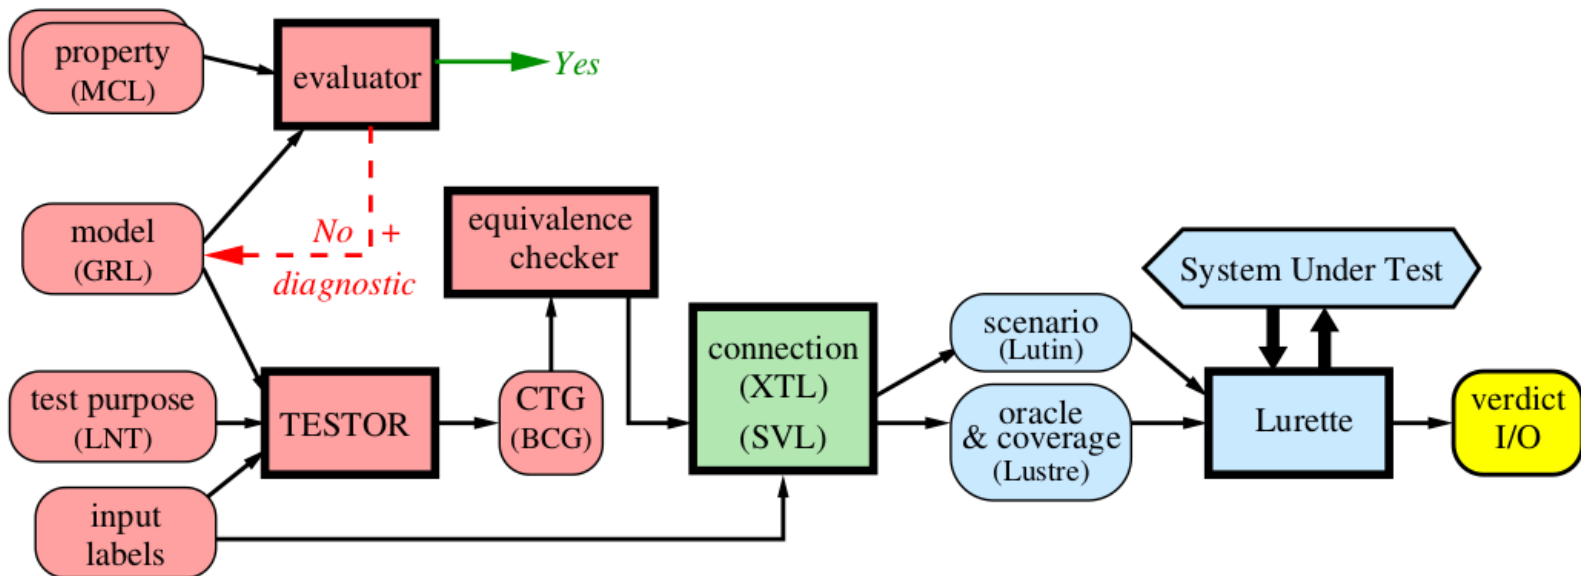 property
(MCL)
evaluator
Yes
model
(GRL)
No +
diagnostic
equivalence
checker
System Under Test
test purpose
(LNT)
TESTOR
CTG
(BCG)
connection
(XTL)
(SVL)
scenario
(Lutin)
oracle
& coverage
(Lustre)
Lurette
verdict
I/O
input
labels